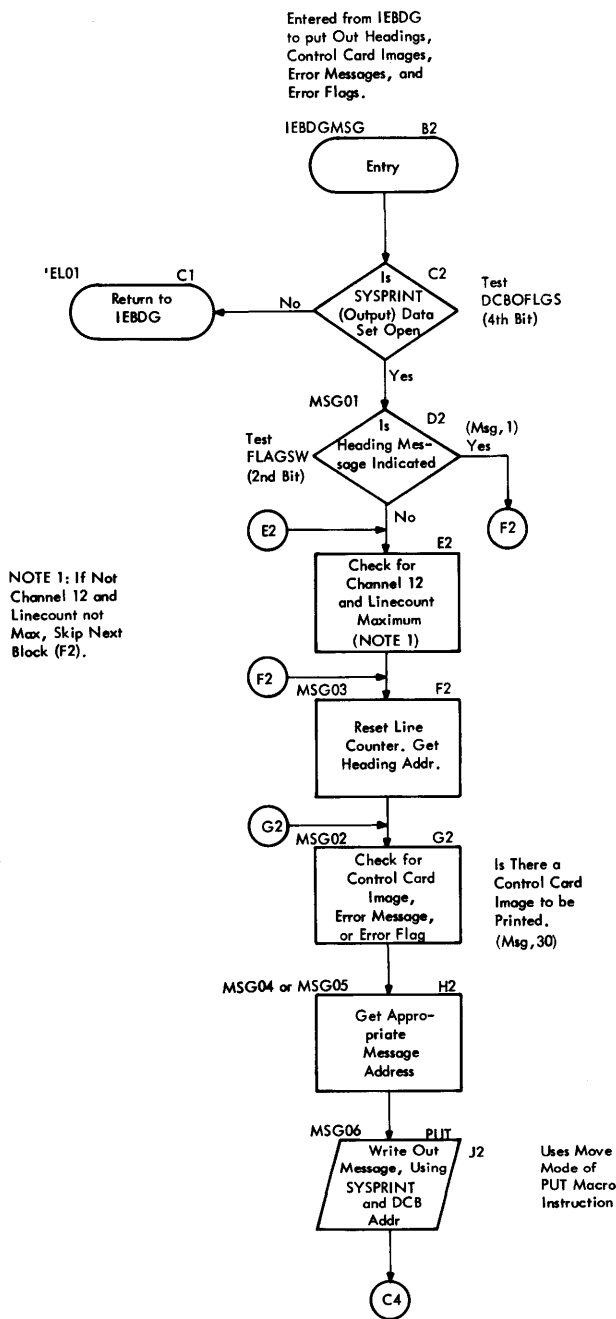 Entered from IEBDG
to put Out Headings,
Control Card Images,
Error Messages, and
Error Flags.
IEBDGMSG B2
Entry
'EL01 C1
Return to
IEBDG
No
C2
Is
SYSPRINT
(Output) Data
Set Open
Test
DCBOFLGS
(4th Bit)
Yes
MSG01
D2
Is
Heading Mes-
sage Indicated
Test
FLAGSW
(2nd Bit)
(Msg,1)
Yes
F2
No
E2
E2
Check for
Channel 12
and Linecount
Maximum
(NOTE 1)
NOTE 1: If Not
Channel 12 and
Linecount not
Max, Skip Next
Block (F2).
F2
MSG03 F2
Reset Line
Counter. Get
Heading Addr.
G2
MSG02 G2
Check for
Control Card
Image,
Error Message,
or Error Flag
Is There a
Control Card
Image to be
Printed.
(Msg,30)
MSG04 or MSG05 H2
Get Appro-
priate
Message
Address
MSG06 PUT
J2
Write Out
Message, Using
SYSPRINT
and DCB
Addr
Uses Move
Mode of
PUT Macro
Instruction
C4